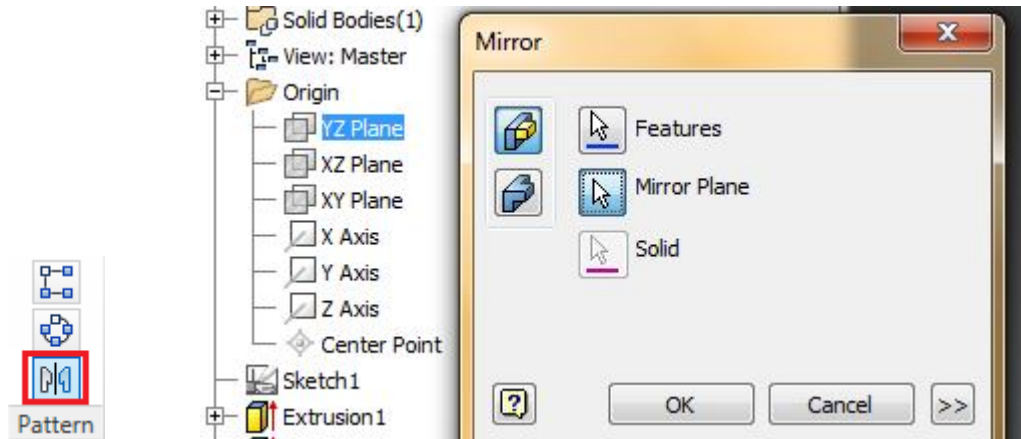 Solid Bodies(1)
View: Master
Origin
YZ Plane
XZ Plane
XY Plane
X Axis
Y Axis
Z Axis
Center Point
Sketch1
Extrusion1
Mirror
Features
Mirror Plane
Solid
?
OK
Cancel
>>
Pattern